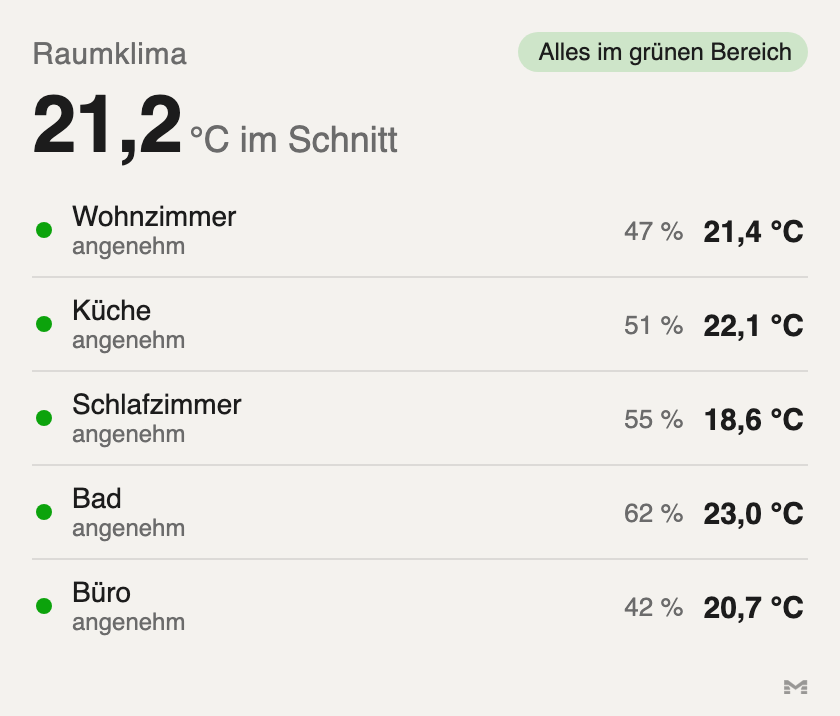 Raumklima
Alles im grünen Bereich
21,2 °C im Schnitt
Wohnzimmer
angenehm
47 % 21,4 °C
Küche
angenehm
51 % 22,1 °C
Schlafzimmer
angenehm
55 % 18,6 °C
Bad
angenehm
62 % 23,0 °C
Büro
angenehm
42 % 20,7 °C